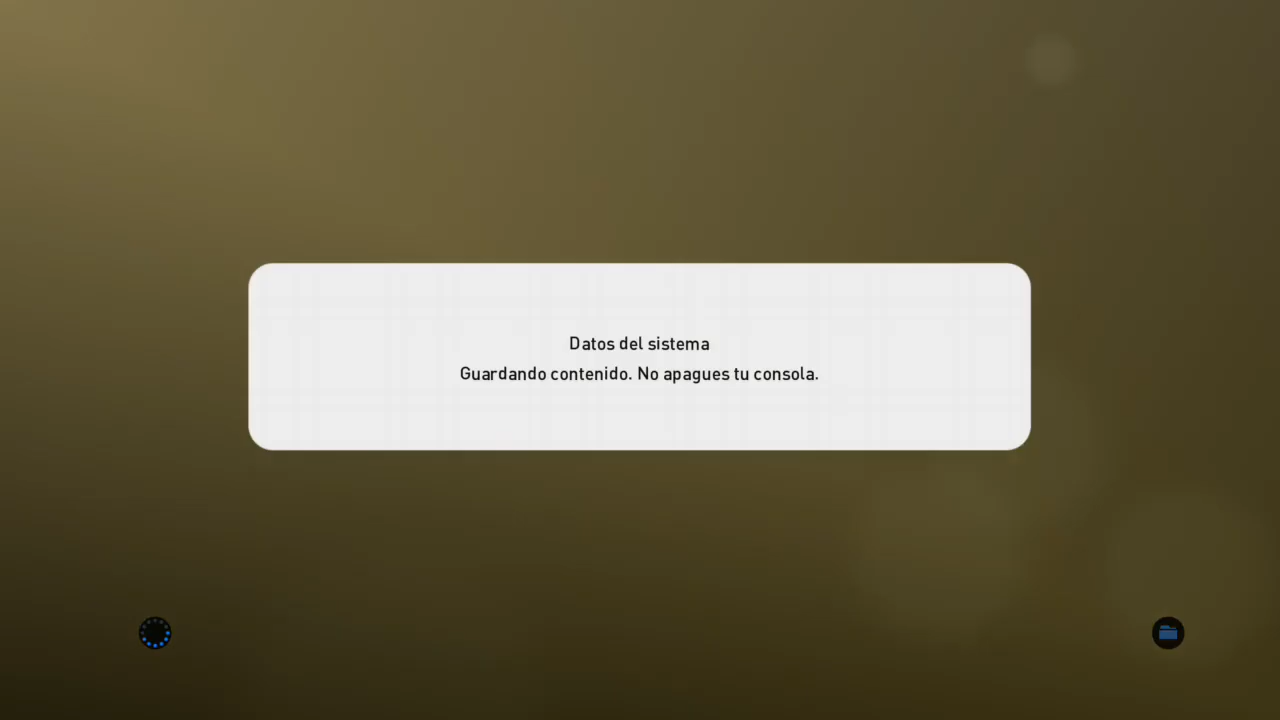 Datos del sistema
Guardando contenido. No apagues tu consola.